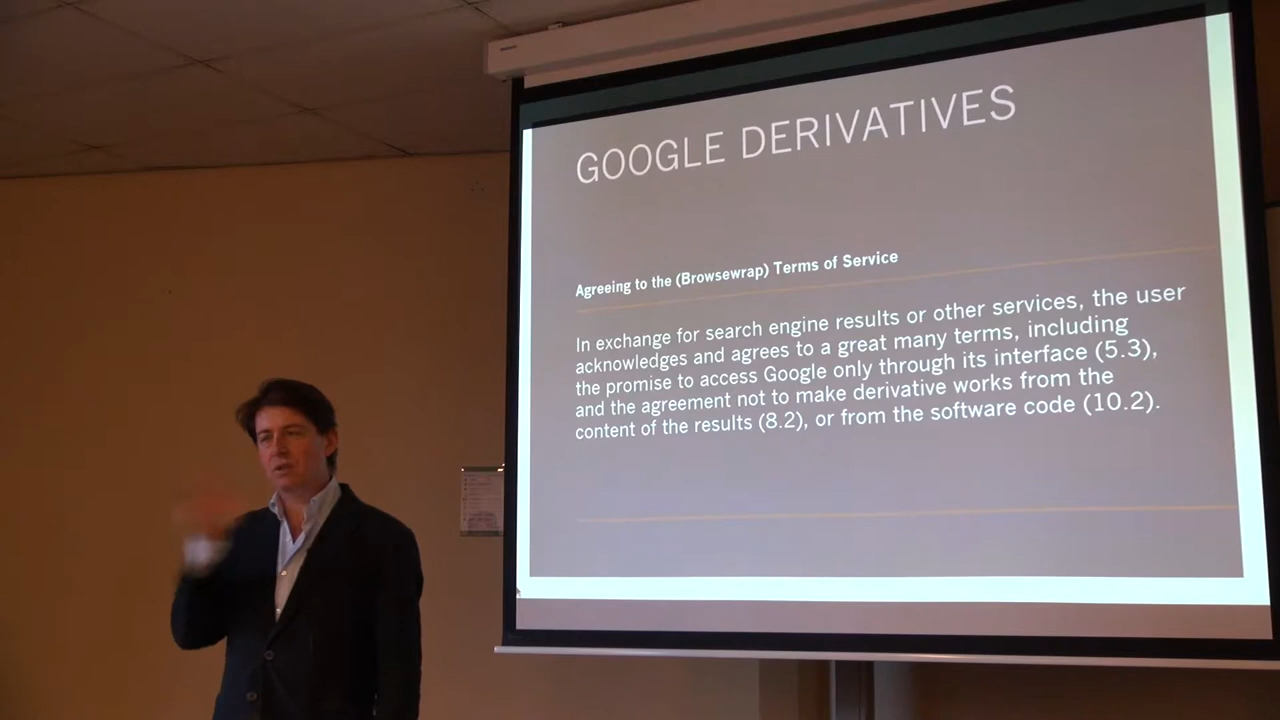 GOOGLE DERIVATIVES
Agreeing to the (Browsewrap) Terms of Service
In exchange for search engine results or other services, the user
acknowledges and agrees to a great many terms, including
the promise to access Google only through its interface (5.3),
and the agreement not to make derivative works from the
content of the results (8.2), or from the software code (10.2).